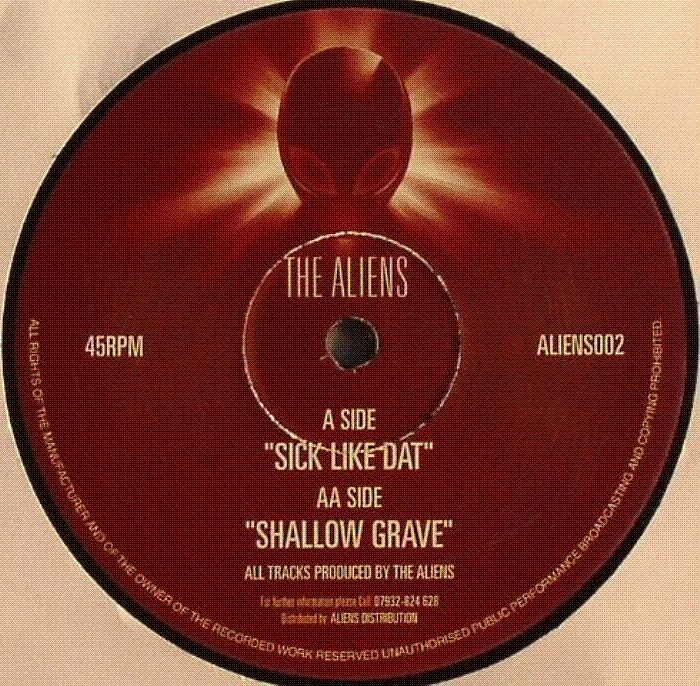 THE ALIENS
45RPM
ALIENS002
A SIDE
"SICK LIKE DAT"
AA SIDE
"SHALLOW GRAVE"
ALL TRACKS PRODUCED BY THE ALIENS
For further information please Call 07932-824 628
Distributed by ALIENS DISTRIBUTION
ALL RIGHTS OF THE MANUFACTURER AND OF THE OWNER OF THE RECORDED WORK RESERVED UNAUTHORISED PUBLIC PERFORMANCE BROADCASTING AND COPYING PROHIBITED.